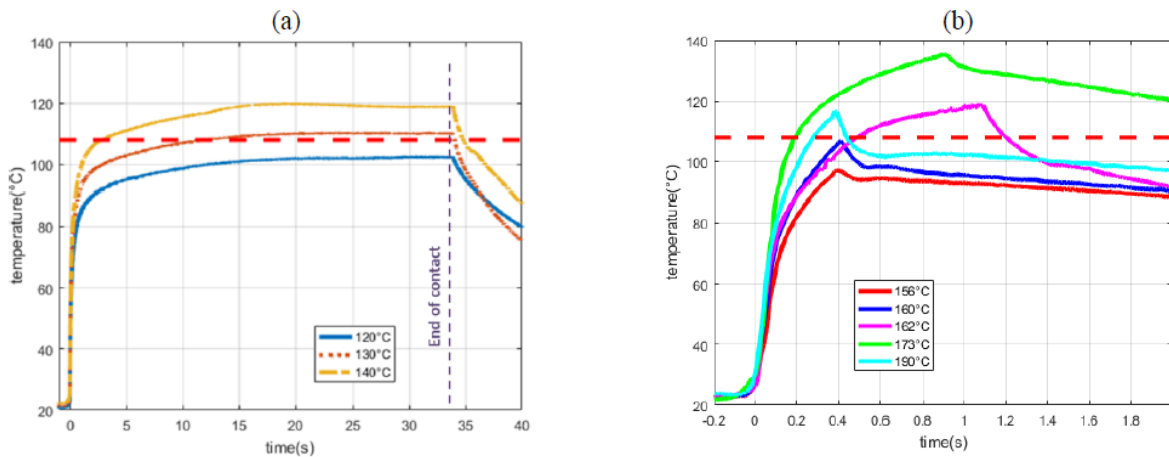 (a)
140
120
100
80
60
40
20
temperature(°C)
0 5 10 15 20 25 30 35 40
time(s)
End of contact
120°C
130°C
140°C
(b)
140
120
100
80
60
40
20
temperature(°C)
-0.2 0 0.2 0.4 0.6 0.8 1 1.2 1.4 1.6 1.8
time(s)
156°C
160°C
162°C
173°C
190°C